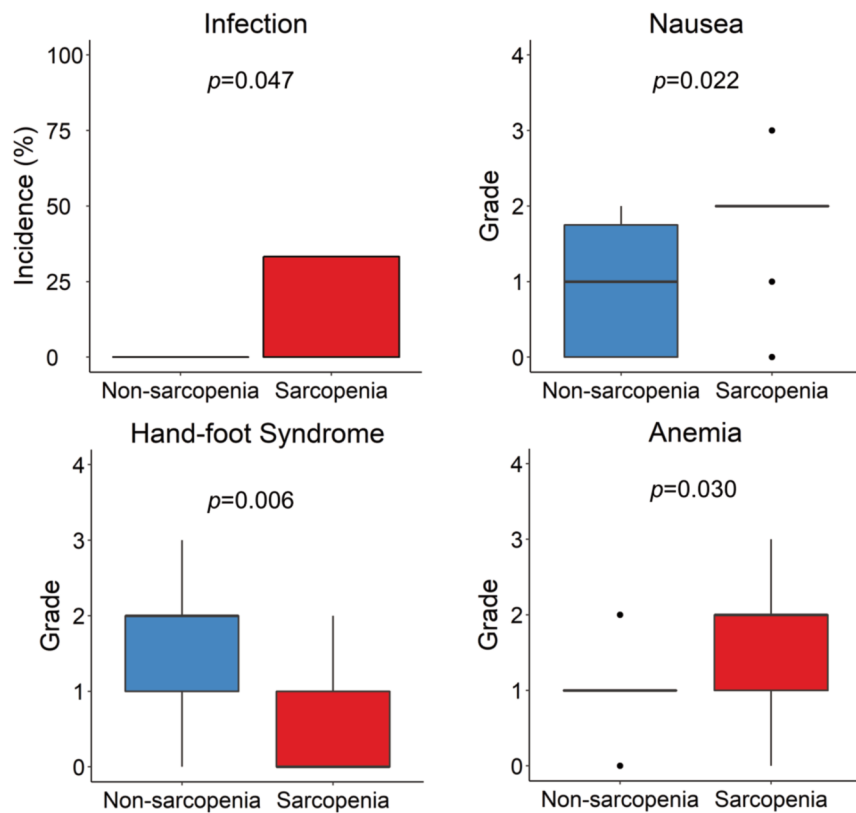 Infection
p=0.047
Incidence (%)
100
75
50
25
0
Non-sarcopenia Sarcopenia
Nausea
p=0.022
Grade
4
3
2
1
0
Non-sarcopenia Sarcopenia
Hand-foot Syndrome
p=0.006
Grade
4
3
2
1
0
Non-sarcopenia Sarcopenia
Anemia
p=0.030
Grade
4
3
2
1
0
Non-sarcopenia Sarcopenia